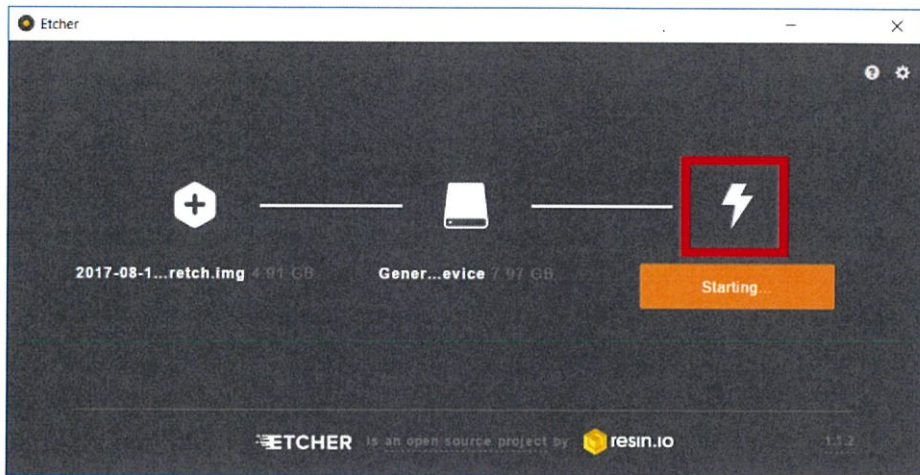 Etcher
2017-08-1...retch.img 4.91 GB
Gener...evice 7.97 GB
Starting...
ETCHER is an open source project by resin.io 1.1.2